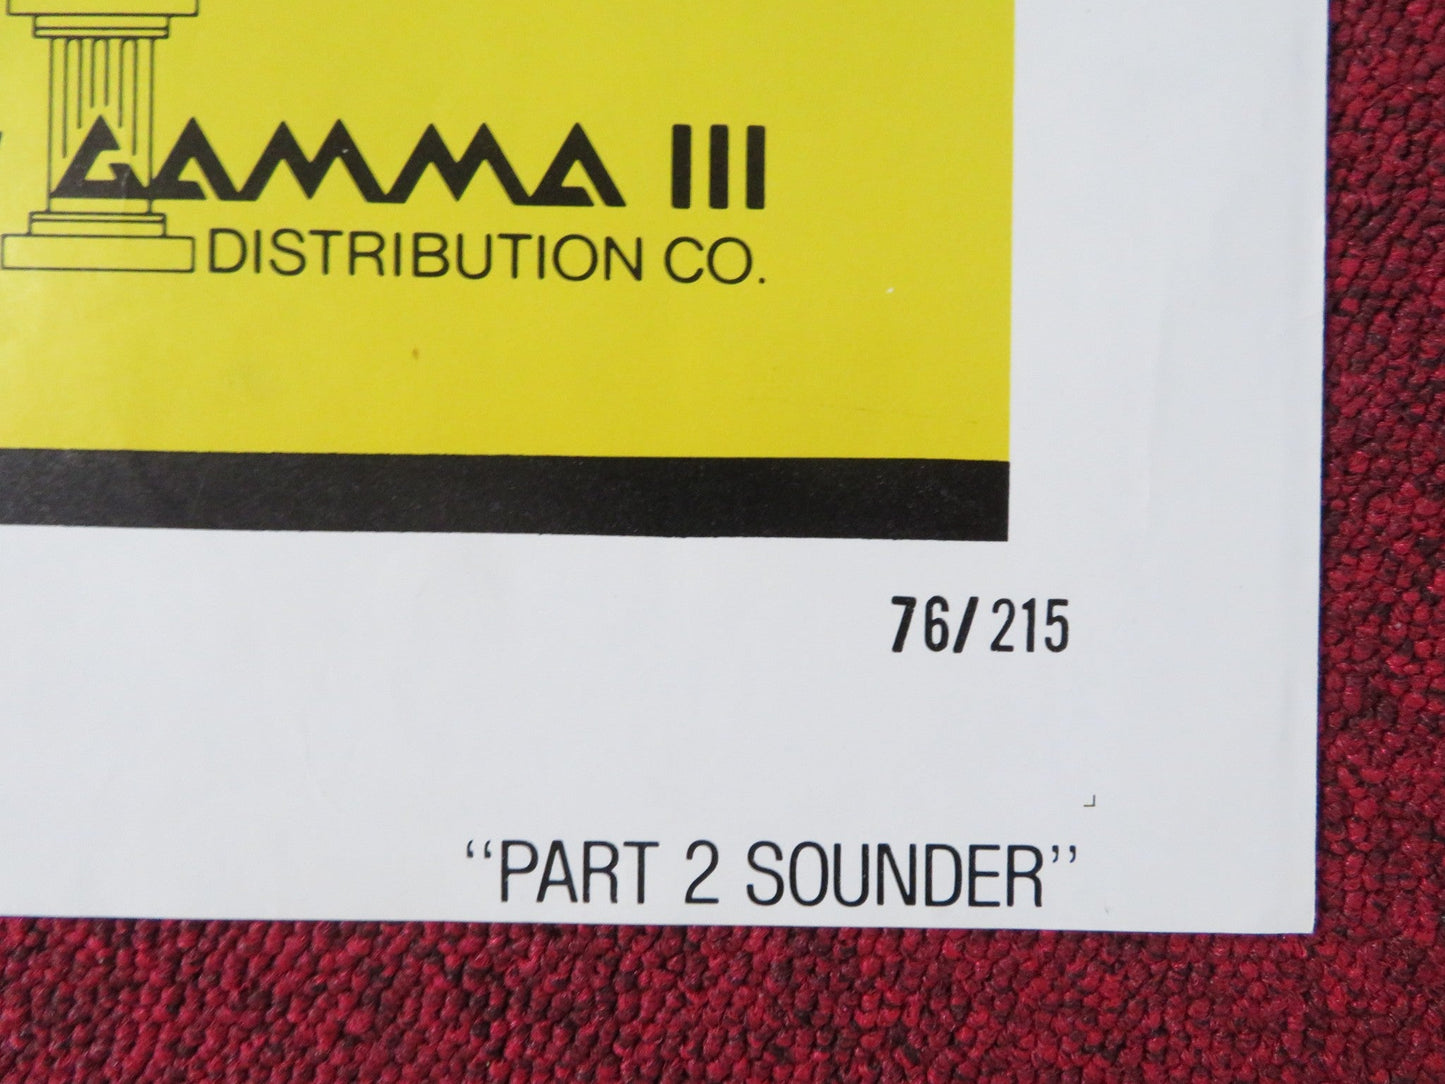 GAMMA III
DISTRIBUTION CO.
76/215
“PART 2 SOUNDER”